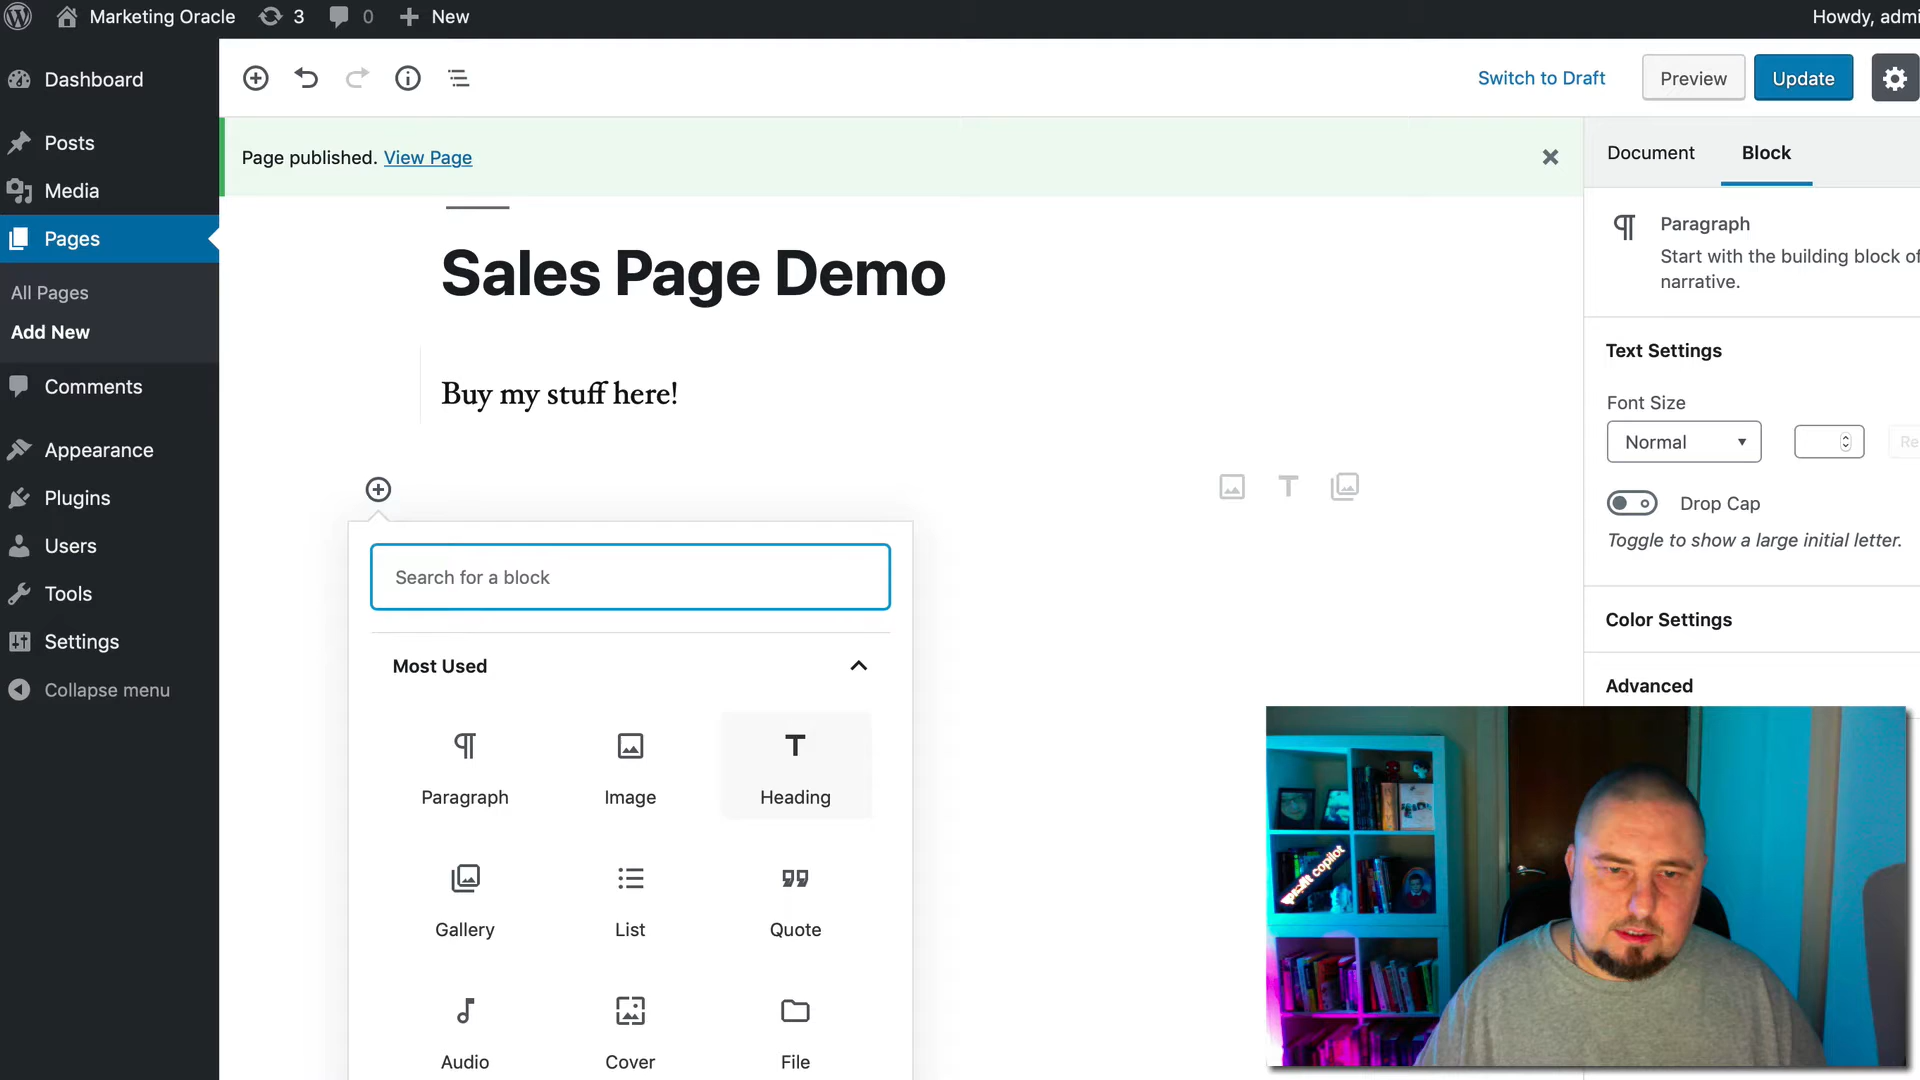 Marketing Oracle 3 0 New Howdy, admi
Dashboard
Posts
Media
Pages
All Pages
Add New
Comments
Appearance
Plugins
Users
Tools
Settings
Collapse menu
Switch to Draft Preview Update
Page published. View Page
Sales Page Demo
Buy my stuff here!
Search for a block
Most Used
Paragraph Image Heading
Gallery List Quote
Audio Cover File
Document Block
Paragraph
Start with the building block of
narrative.
Text Settings
Font Size
Normal Re
Drop Cap
Toggle to show a large initial letter.
Color Settings
Advanced
profit copilot